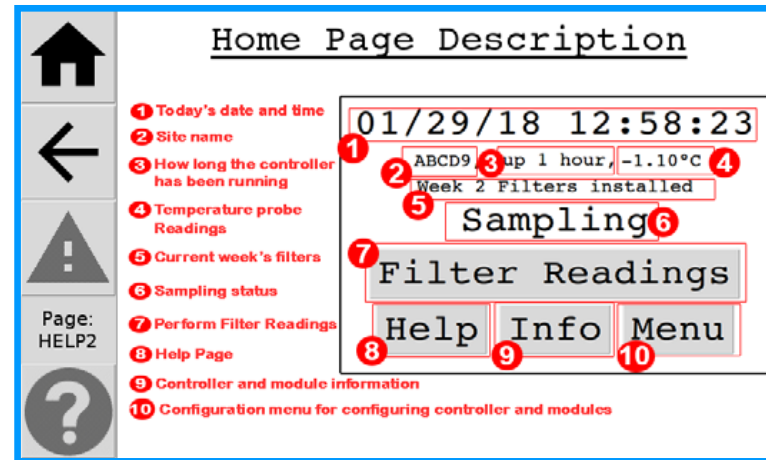 Home Page Description
1 Today's date and time
2 Site name
3 How long the controller
has been running
4 Temperature probe
Readings
5 Current week's filters
6 Sampling status
7 Perform Filter Readings
8 Help Page
9 Controller and module information
10 Configuration menu for configuring controller and modules
01/29/18 12:58:23
1
ABCD9, 3 up 1 hour, -1.10°C 4
2
Week 2 Filters installed
5
Sampling 6
7
Filter Readings
Help Info Menu
8 9 10
Page:
HELP2
?